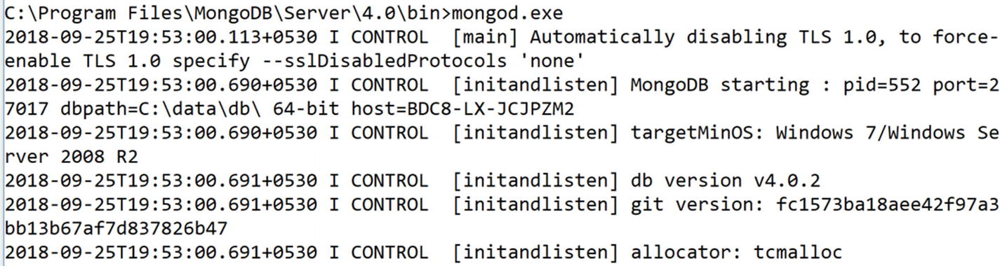 C:\Program Files\MongoDB\Server\4.0\bin>mongod.exe
2018-09-25T19:53:00.113+0530 I CONTROL  [main] Automatically disabling TLS 1.0, to force-
enable TLS 1.0 specify --sslDisabledProtocols 'none'
2018-09-25T19:53:00.690+0530 I CONTROL  [initandlisten] MongoDB starting : pid=552 port=2
7017 dbpath=C:\data\db\ 64-bit host=BDC8-LX-JCJPZM2
2018-09-25T19:53:00.690+0530 I CONTROL  [initandlisten] targetMinOS: Windows 7/Windows Se
rver 2008 R2
2018-09-25T19:53:00.691+0530 I CONTROL  [initandlisten] db version v4.0.2
2018-09-25T19:53:00.691+0530 I CONTROL  [initandlisten] git version: fc1573ba18aee42f97a3
bb13b67af7d837826b47
2018-09-25T19:53:00.691+0530 I CONTROL  [initandlisten] allocator: tcmalloc